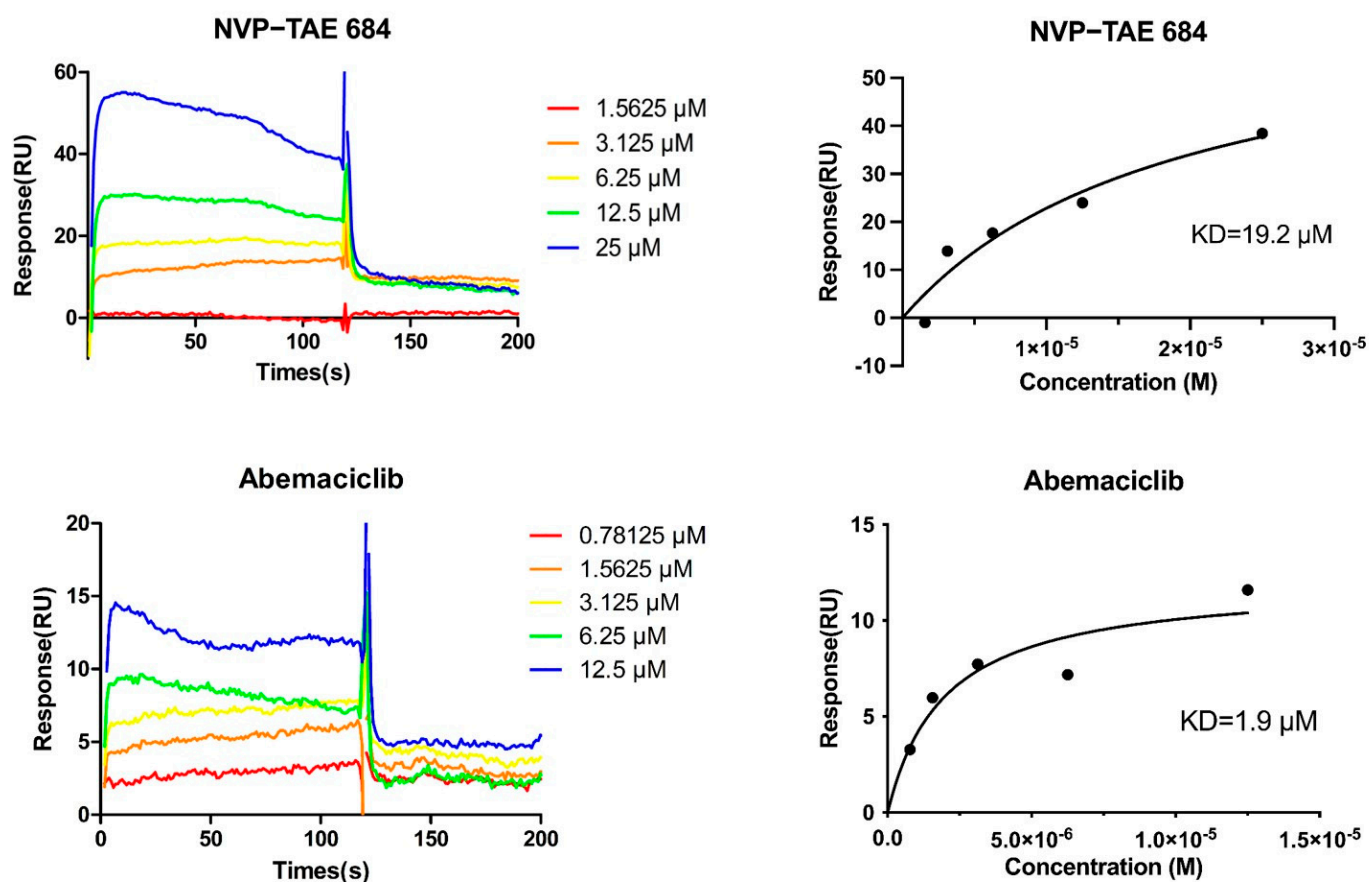 NVP−TAE 684
60
40
20
0
0
50
100
150
200
Response(RU)
Times(s)
1.5625 μM
3.125 μM
6.25 μM
12.5 μM
25 μM
NVP−TAE 684
50
40
30
20
10
0
-10
1×10⁻⁵
2×10⁻⁵
3×10⁻⁵
Response(RU)
Concentration (M)
KD=19.2 μM
Abemaciclib
20
15
10
5
0
0
50
100
150
200
Response(RU)
Times(s)
0.78125 μM
1.5625 μM
3.125 μM
6.25 μM
12.5 μM
Abemaciclib
15
10
5
0
0.0
5.0×10⁻⁶
1.0×10⁻⁵
1.5×10⁻⁵
Response(RU)
Concentration (M)
KD=1.9 μM